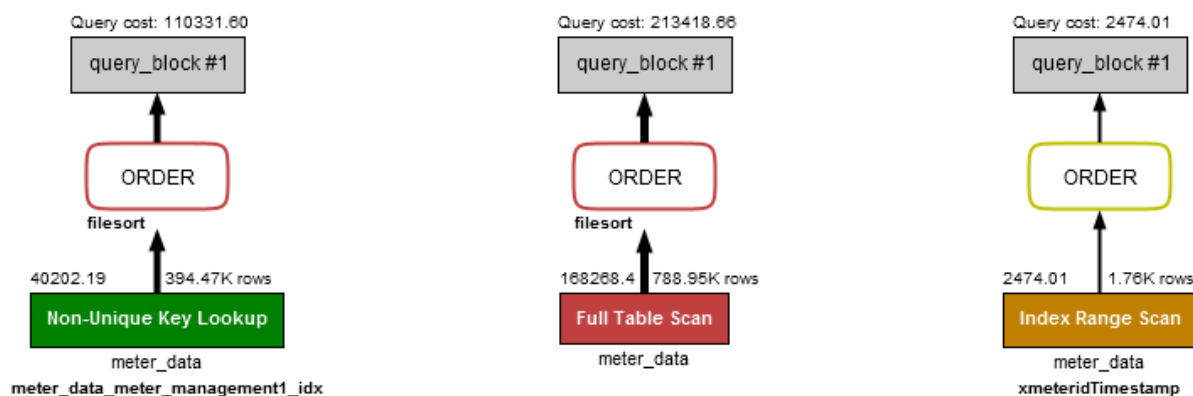 Query cost: 110331.60
query_block #1
ORDER
filesort
40202.19 394.47K rows
Non-Unique Key Lookup
meter_data
meter_data_meter_management1_idx
Query cost: 213418.66
query_block #1
ORDER
filesort
168268.4 788.95K rows
Full Table Scan
meter_data
Query cost: 2474.01
query_block #1
ORDER
2474.01 1.76K rows
Index Range Scan
meter_data
xmeteridTimestamp